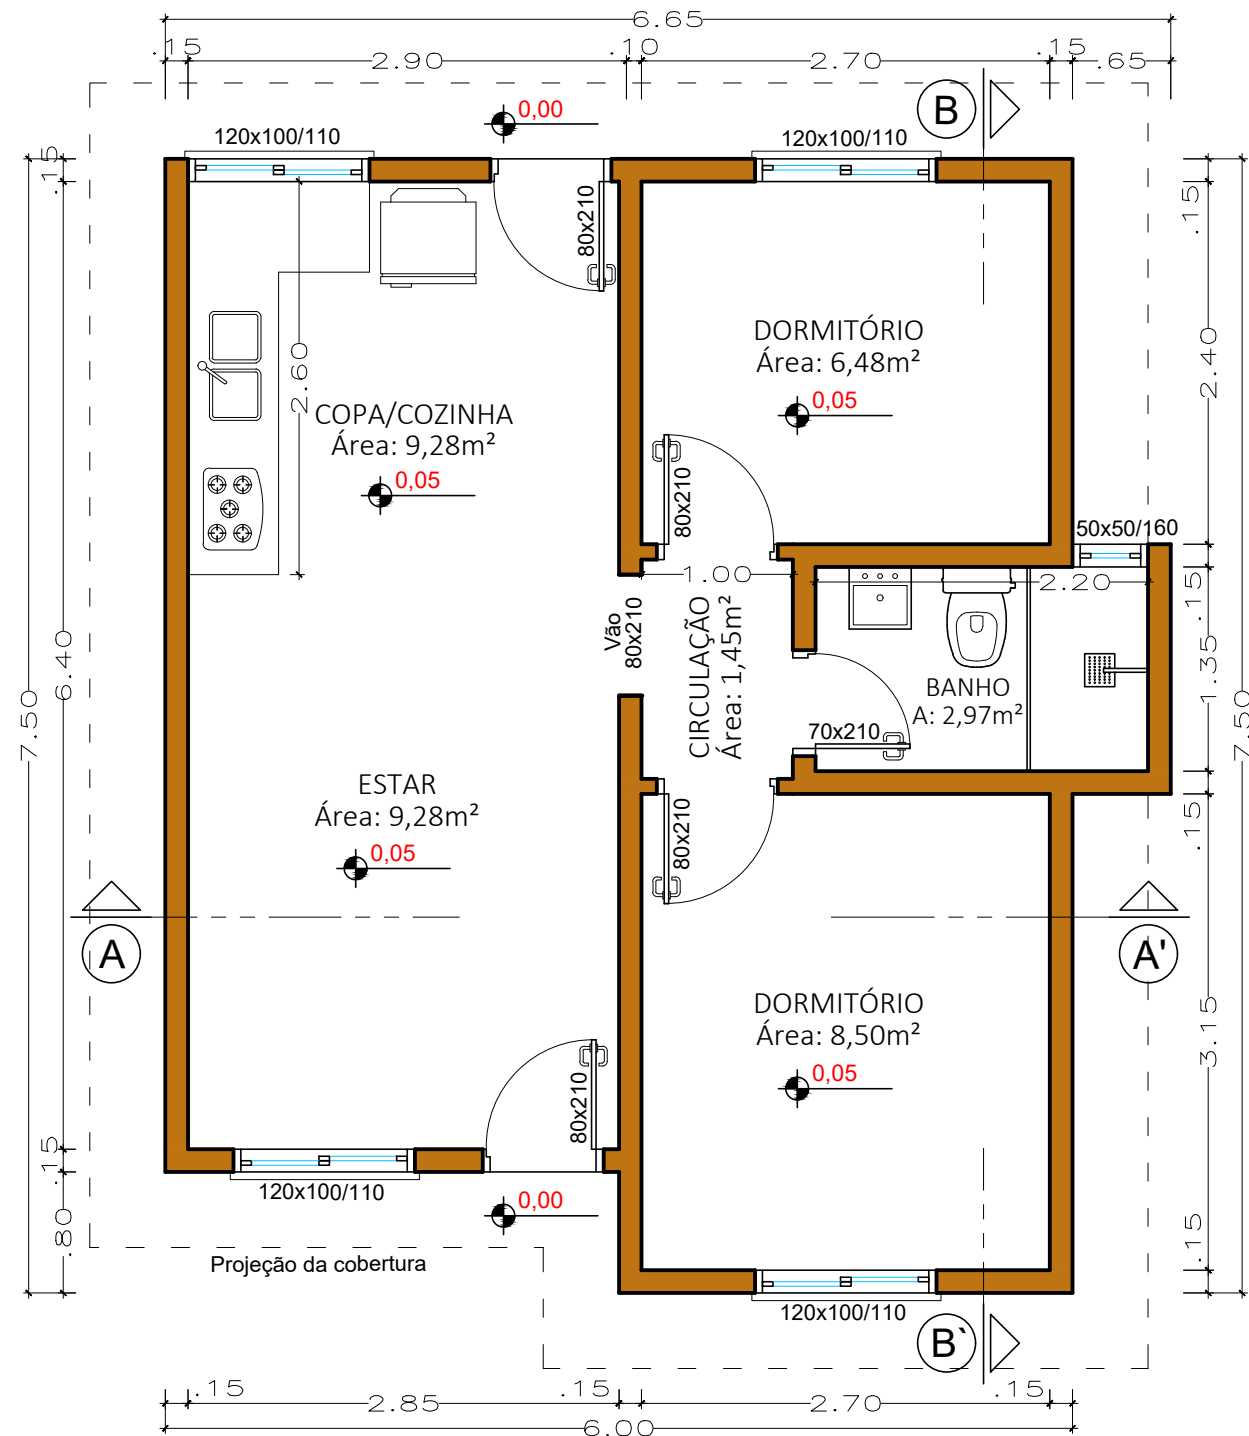 6.65
.15
2.90
.10
2.70
.15
.65
B
0,00
120x100/110
120x100/110
.15
.15
80x210
DORMITÓRIO
Área: 6,48m²
0,05
2.40
2.60
COPA/COZINHA
Área: 9,28m²
0,05
80x210
50x50/160
1.00
2.20
.15
Vão
80x210
CIRCULAÇÃO
Área: 1,45m²
6.40
7.50
1.35
7.50
BANHO
A: 2,97m²
70x210
ESTAR
Área: 9,28m²
0,05
80x210
.15
A
A'
DORMITÓRIO
Área: 8,50m²
0,05
3.15
80x210
.15
120x100/110
0,00
.80
.15
Projeção da cobertura
120x100/110
B`
.15
2.85
.15
2.70
.15
6.00